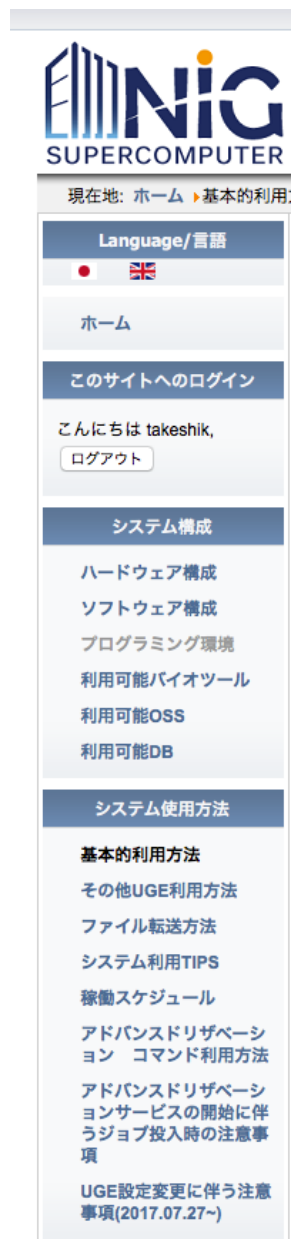 NIG
SUPERCOMPUTER
現在地: ホーム 基本的利用
Language/言語
ホーム
このサイトへのログイン
こんにちは takeshik,
ログアウト
システム構成
ハードウェア構成
ソフトウェア構成
プログラミング環境
利用可能バイオツール
利用可能OSS
利用可能DB
システム使用方法
基本的利用方法
その他UGE利用方法
ファイル転送方法
システム利用TIPS
稼働スケジュール
アドバンスドリザベーシ
ョン　コマンド利用方法
アドバンスドリザベーシ
ョンサービスの開始に伴
うジョブ投入時の注意事
項
UGE設定変更に伴う注意
事項(2017.07.27~)